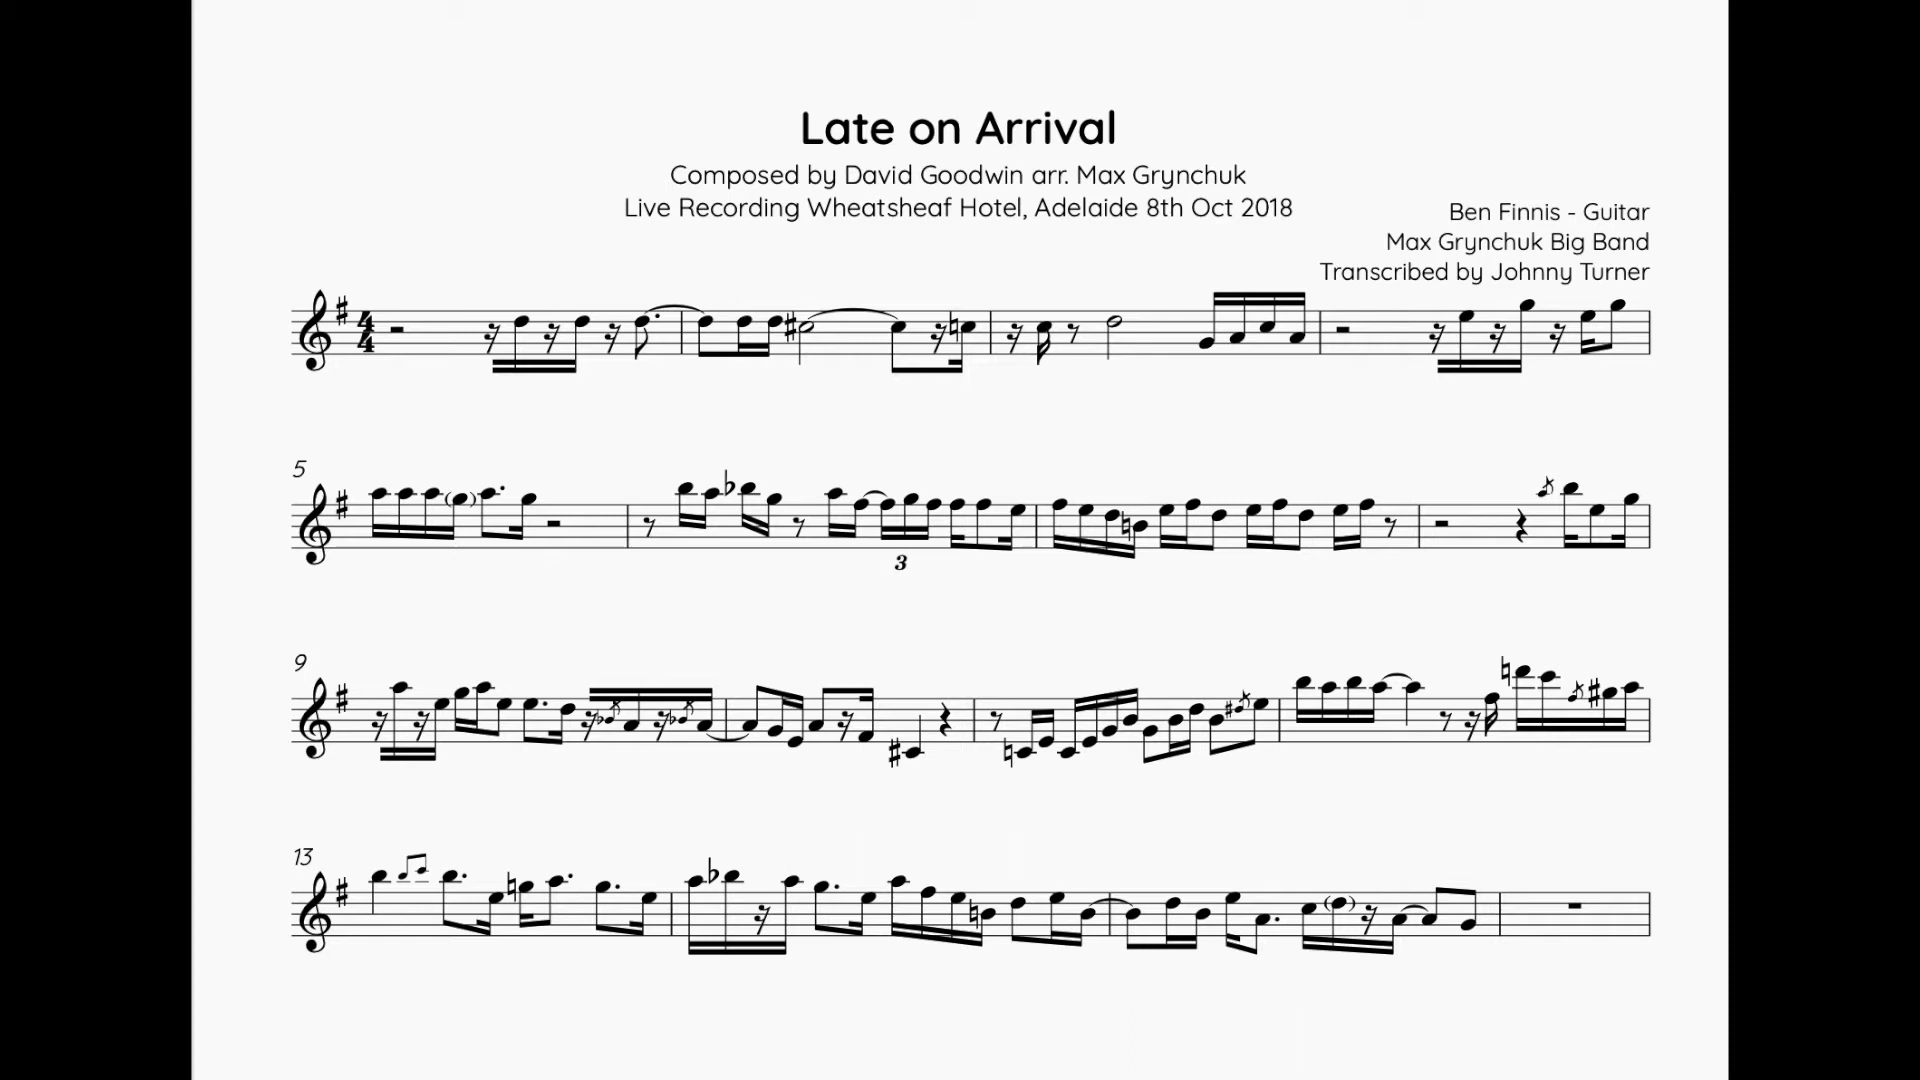 Late on Arrival
Composed by David Goodwin arr. Max Grynchuk
Live Recording Wheatsheaf Hotel, Adelaide 8th Oct 2018
Ben Finnis - Guitar
Max Grynchuk Big Band
Transcribed by Johnny Turner
4
4
5
3
9
13